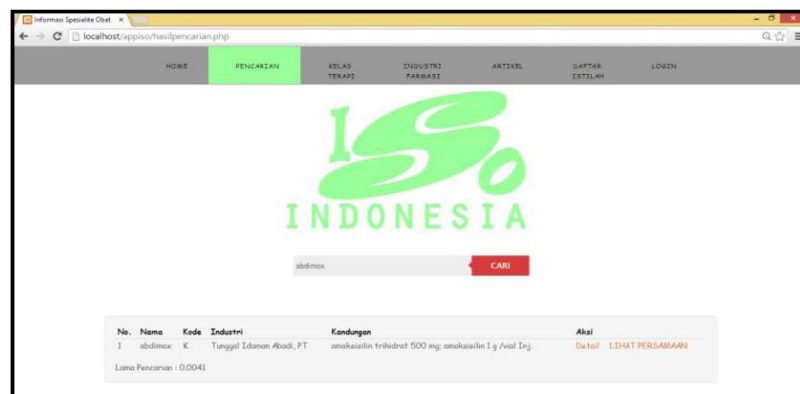 Informasi Spesialite Obat
localhost/appiso/hasilpencarian.php
HOME PENCARIAN KELAS TERAPI INDUSTRI FARMASI ARTIKEL DAFTAR ISTILAH LOGIN
ISO
INDONESIA
abdimox CARI
No. Nama Kode Industri Kandungan Aksi
1 abdimox K Tunggal Idaman Abadi, PT amoksisilin trihidrat 500 mg; amoksisilin 1 g /vial Inj. Detail LIHAT PERSAMAAN
Lama Pencarian : 0.0041